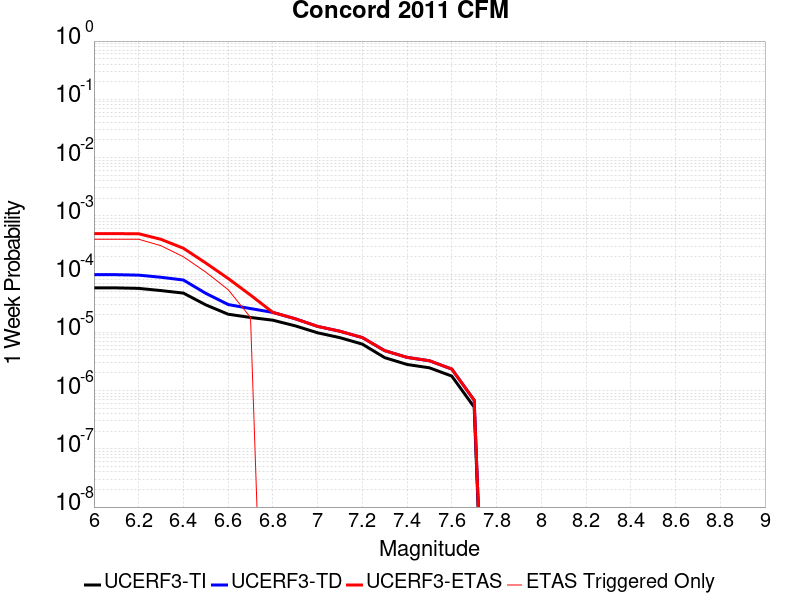 Concord 2011 CFM
1 Week Probability
10^0
10^-1
10^-2
10^-3
10^-4
10^-5
10^-6
10^-7
10^-8
6 6.2 6.4 6.6 6.8 7 7.2 7.4 7.6 7.8 8 8.2 8.4 8.6 8.8 9
Magnitude
UCERF3-TI UCERF3-TD UCERF3-ETAS ETAS Triggered Only